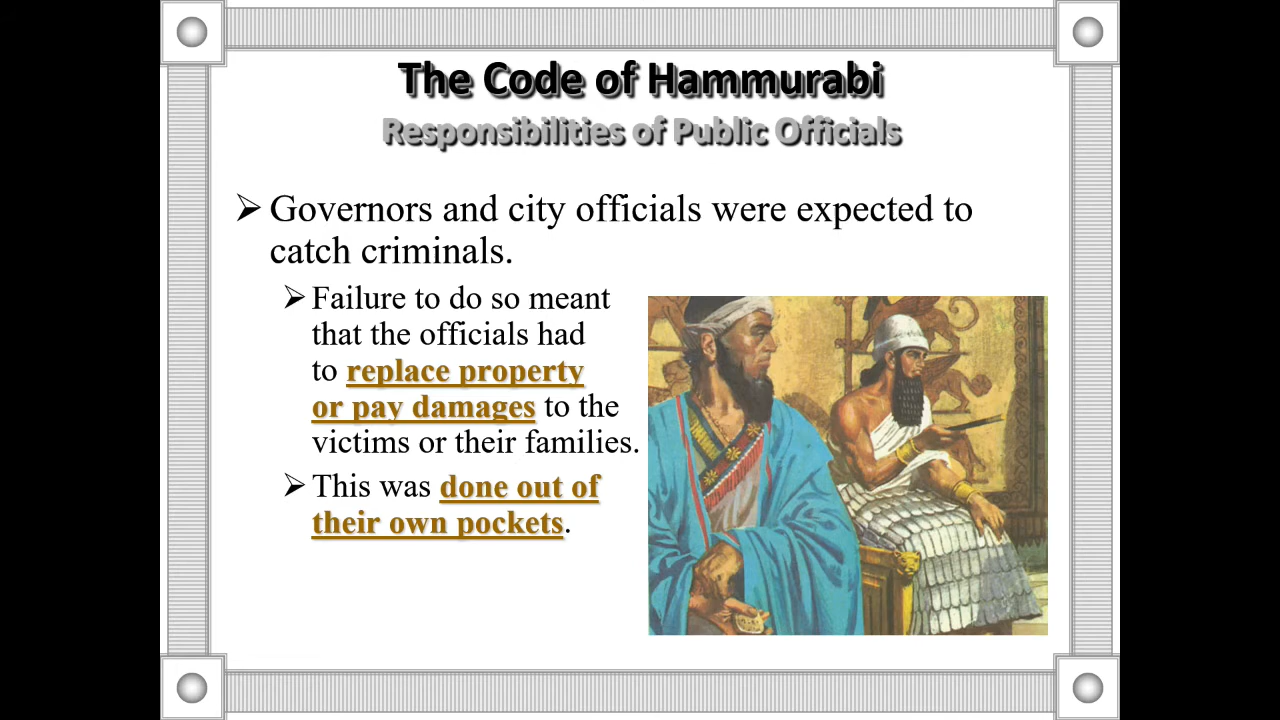 The Code of Hammurabi
Responsibilities of Public Officials
➢ Governors and city officials were expected to
catch criminals.
➢ Failure to do so meant
that the officials had
to replace property
or pay damages to the
victims or their families.
➢ This was done out of
their own pockets.